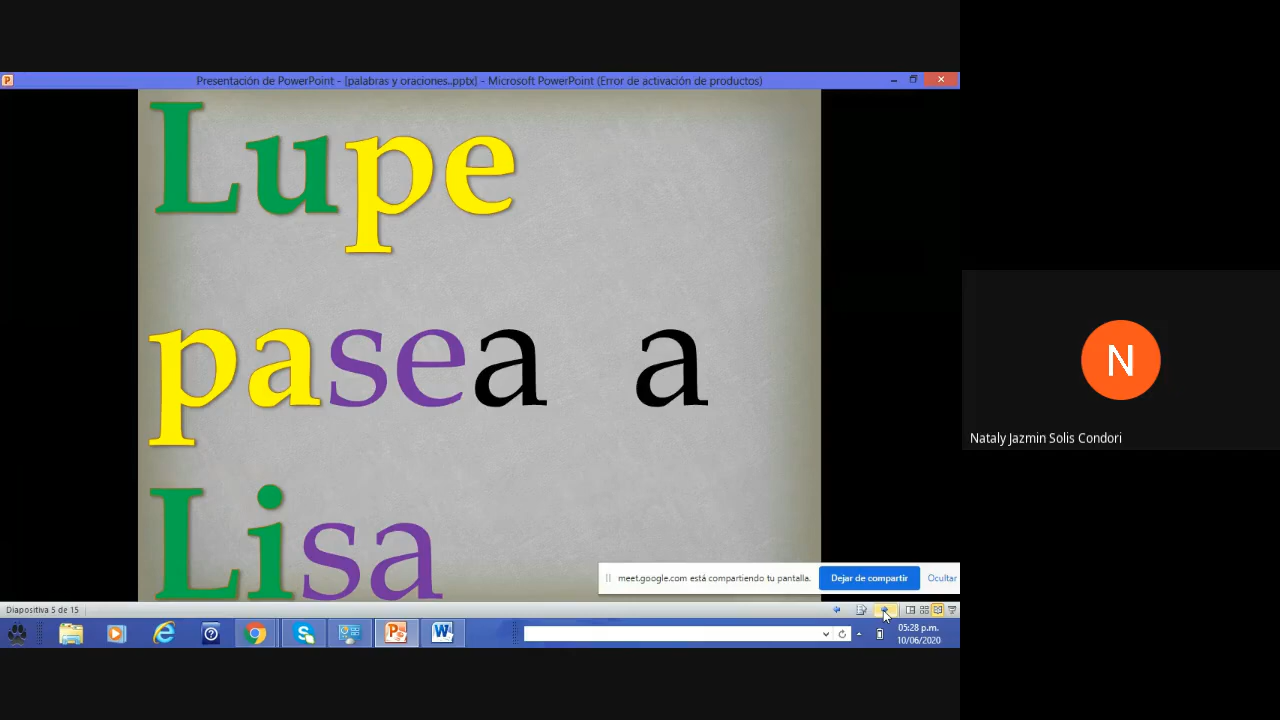 Presentación de PowerPoint - [palabras y oraciones..pptx] - Microsoft PowerPoint (Error de activación de productos)
Lupe
pasea a
Lisa
N
Nataly Jazmin Solis Condori
meet.google.com está compartiendo tu pantalla.
Dejar de compartir
Ocultar
Diapositiva 5 de 15
05:28 p.m.
10/06/2020